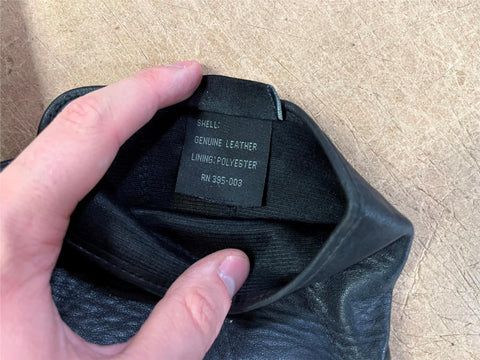 SHELL:
GENUINE LEATHER
LINING: POLYESTER
RN.395-003